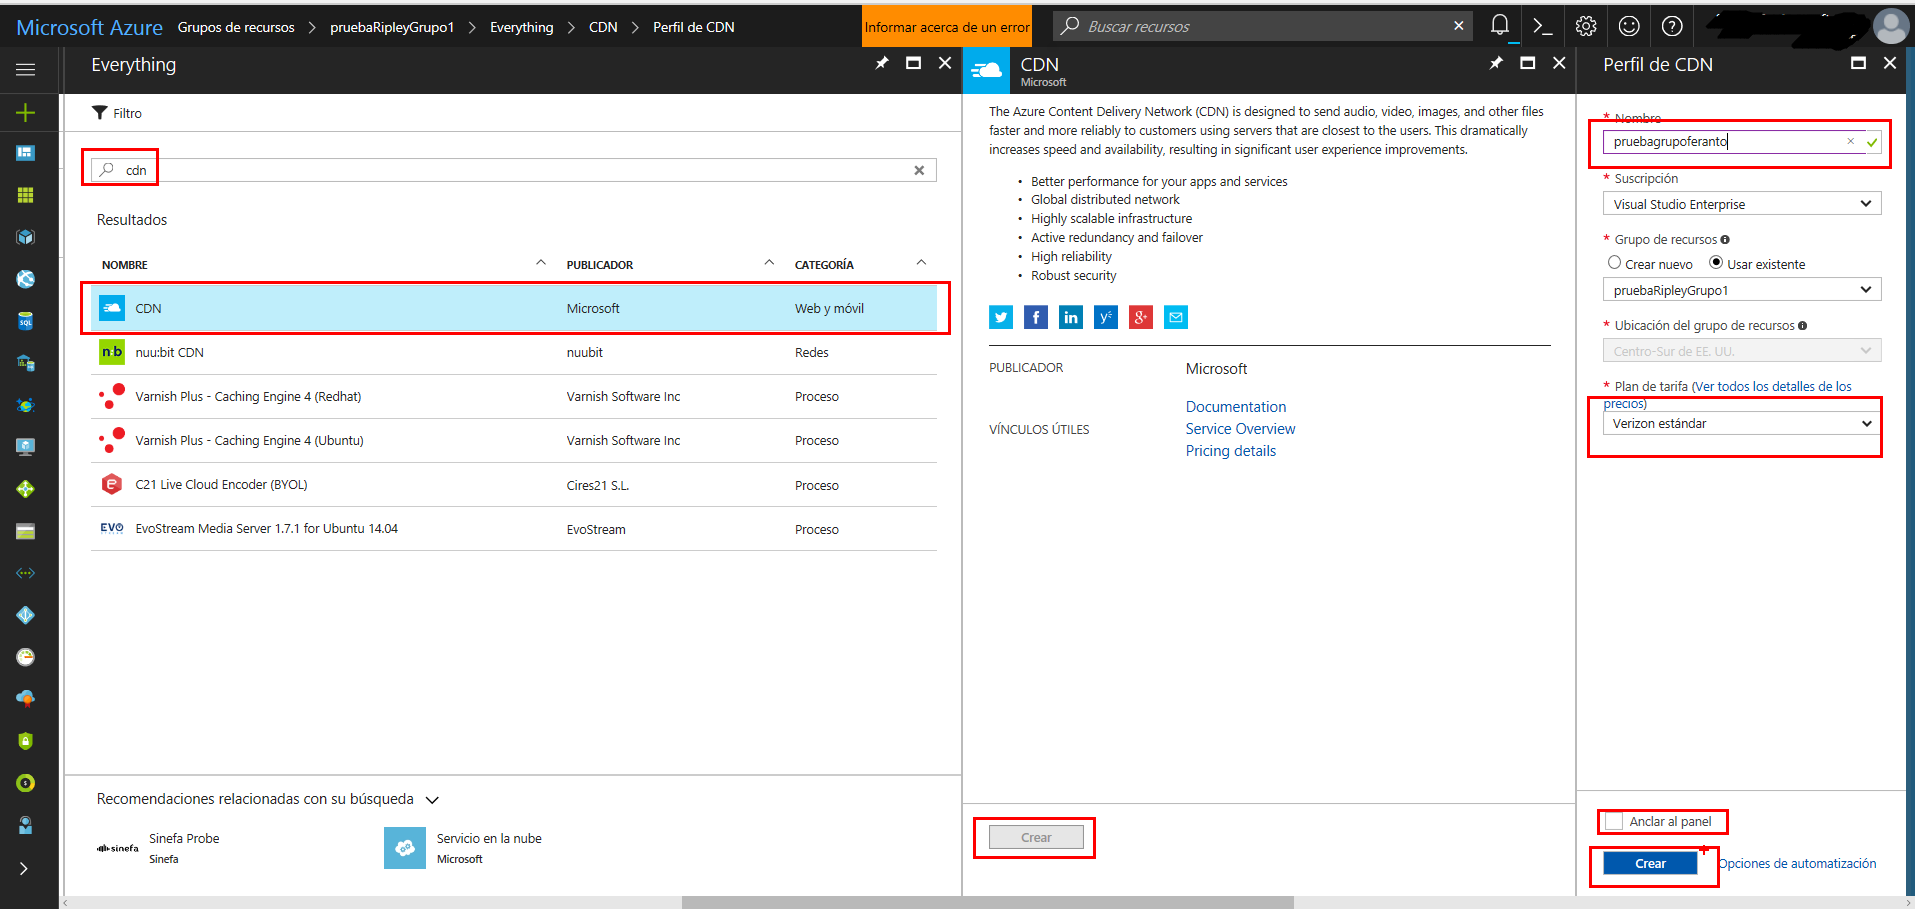 Microsoft Azure
Grupos de recursos
pruebaRipleyGrupo1
Everything
CDN
Perfil de CDN
Informar acerca de un error
Buscar recursos
Everything
Filtro
cdn
Resultados
NOMBRE PUBLICADOR CATEGORÍA
CDN Microsoft Web y móvil
nuu:bit CDN nuubit Redes
Varnish Plus - Caching Engine 4 (Redhat) Varnish Software Inc Proceso
Varnish Plus - Caching Engine 4 (Ubuntu) Varnish Software Inc Proceso
C21 Live Cloud Encoder (BYOL) Cires21 S.L. Proceso
EVO EvoStream Media Server 1.7.1 for Ubuntu 14.04 EvoStream Proceso
Recomendaciones relacionadas con su búsqueda
sinefa
Sinefa Probe
Sinefa
Servicio en la nube
Microsoft
CDN
Microsoft
The Azure Content Delivery Network (CDN) is designed to send audio, video, images, and other files
faster and more reliably to customers using servers that are closest to the users. This dramatically
increases speed and availability, resulting in significant user experience improvements.
• Better performance for your apps and services
• Global distributed network
• Highly scalable infrastructure
• Active redundancy and failover
• High reliability
• Robust security
PUBLICADOR Microsoft
VÍNCULOS ÚTILES
Documentation
Service Overview
Pricing details
Crear
Perfil de CDN
* Nombre
pruebagrupoferanto
* Suscripción
Visual Studio Enterprise
* Grupo de recursos
Crear nuevo Usar existente
pruebaRipleyGrupo1
* Ubicación del grupo de recursos
Centro-Sur de EE. UU.
* Plan de tarifa (Ver todos los detalles de los
precios)
Verizon estándar
Anclar al panel
Crear
Opciones de automatización